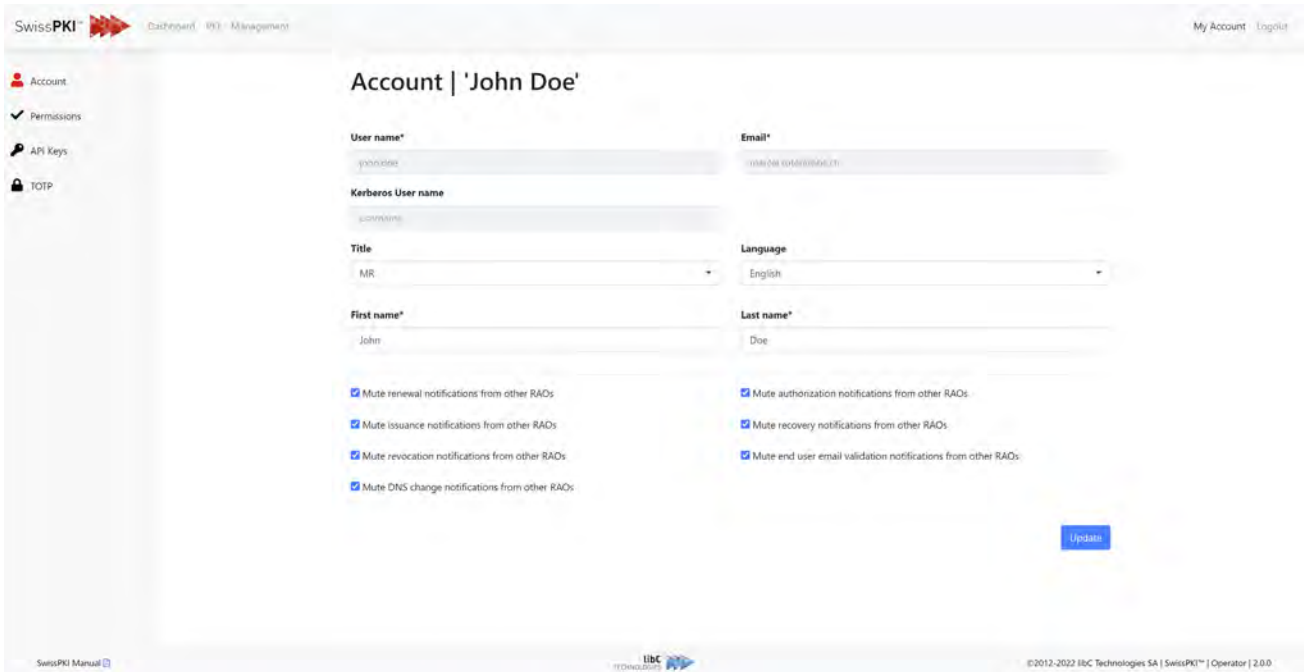 SwissPKI™ Dashboard PKI Management My Account Logout
Account
Permissions
API Keys
TOTP
Account | 'John Doe'
User name* Email*
Kerberos User name
Title Language
MR English
First name* Last name*
John Doe
Mute renewal notifications from other RAOs Mute authorization notifications from other RAOs
Mute issuance notifications from other RAOs Mute recovery notifications from other RAOs
Mute revocation notifications from other RAOs Mute end user email validation notifications from other RAOs
Mute DNS change notifications from other RAOs
Update
SwissPKI Manual libC TECHNOLOGIES ©2012-2022 libC Technologies SA | SwissPKI™ | Operator | 2.0.0